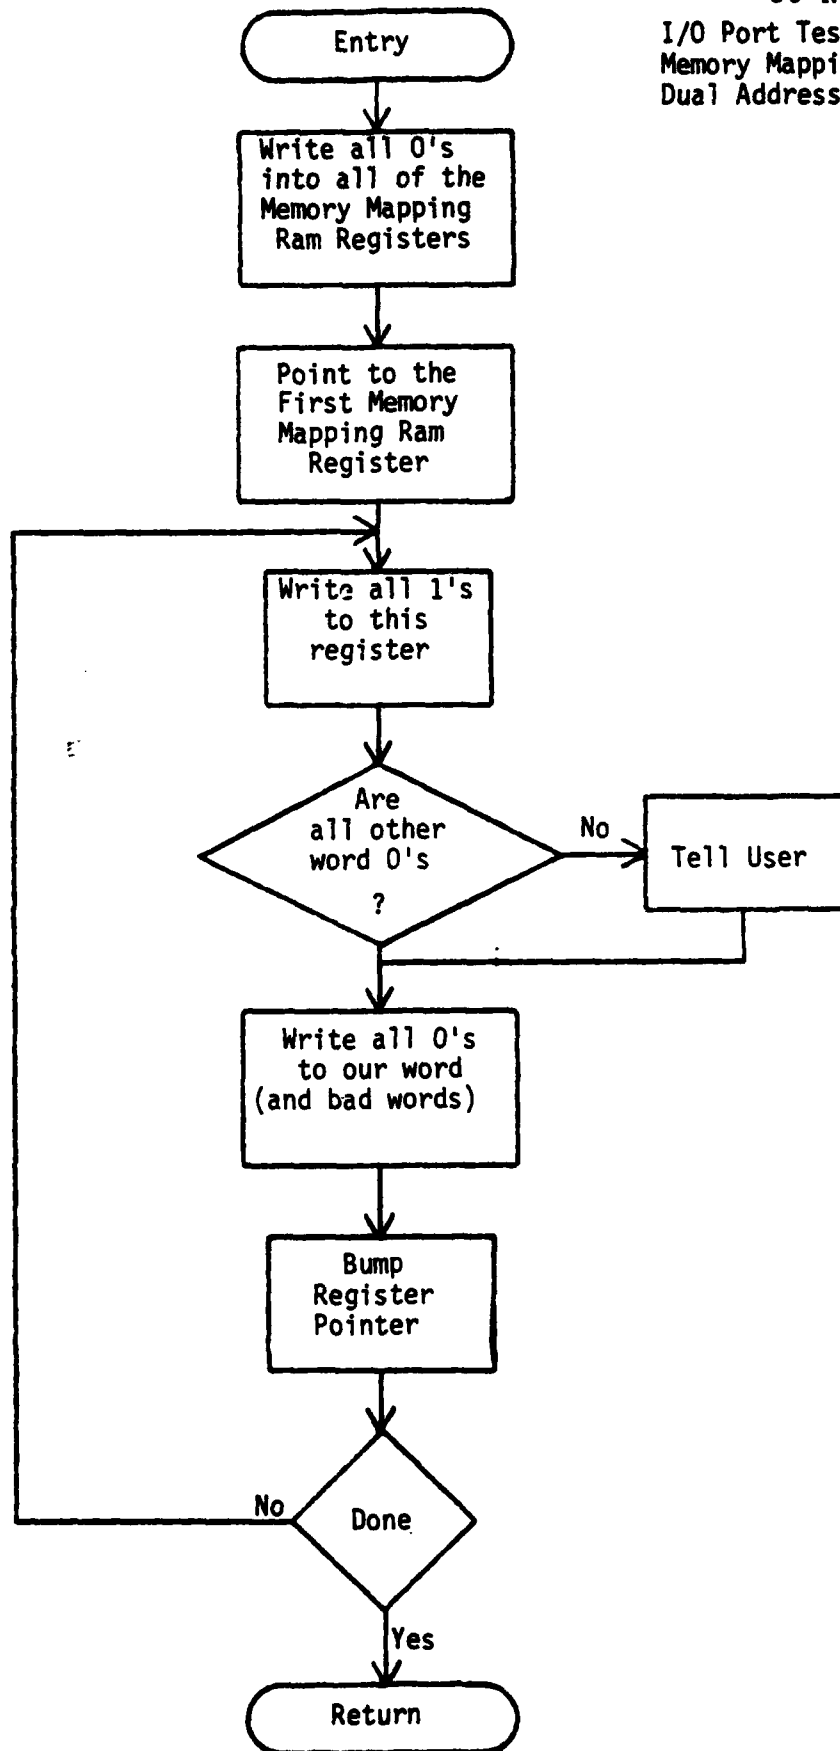 I/O Port Tes
Memory Mappi
Dual Address
Entry
Write all 0's
into all of the
Memory Mapping
Ram Registers
Point to the
First Memory
Mapping Ram
Register
Write all 1's
to this
register
Are
all other
word 0's
?
No
Tell User
Write all 0's
to our word
(and bad words)
Bump
Register
Pointer
No
Done
Yes
Return